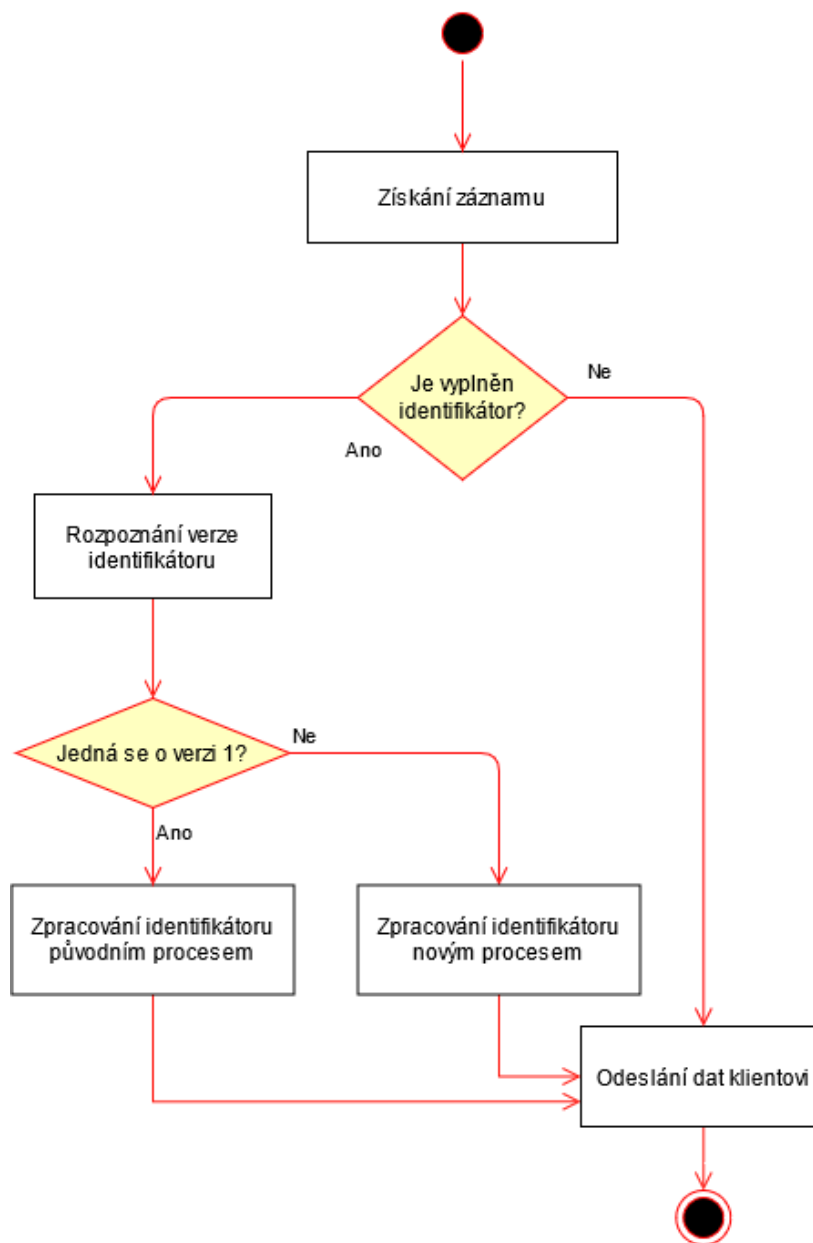 Získání záznamu
Je vyplněn
identifikátor?
Ne
Ano
Rozpoznání verze
identifikátoru
Jedná se o verzi 1?
Ne
Ano
Zpracování identifikátoru
původním procesem
Zpracování identifikátoru
novým procesem
Odeslání dat klientovi